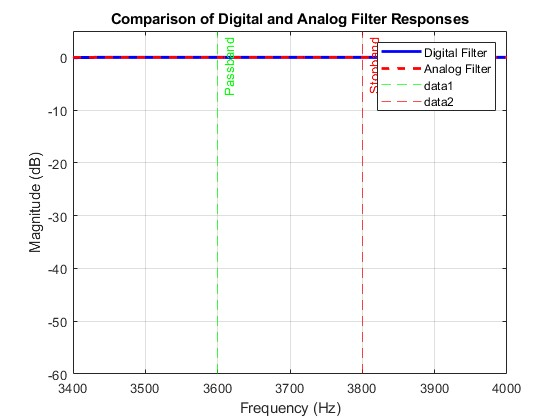 Comparison of Digital and Analog Filter Responses
Magnitude (dB)
0
-10
-20
-30
-40
-50
-60
3400
3500
3600
3700
3800
3900
4000
Frequency (Hz)
Passband
Stopband
Digital Filter
Analog Filter
data1
data2